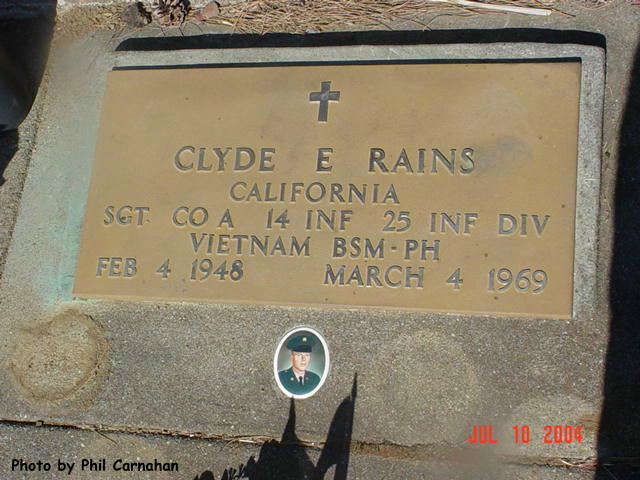 CLYDE E RAINS
CALIFORNIA
SGT CO A 14 INF 25 INF DIV
VIETNAM BSM-PH
FEB 4 1948 MARCH 4 1969
JUL 10 2004
Photo by Phil Carnahan